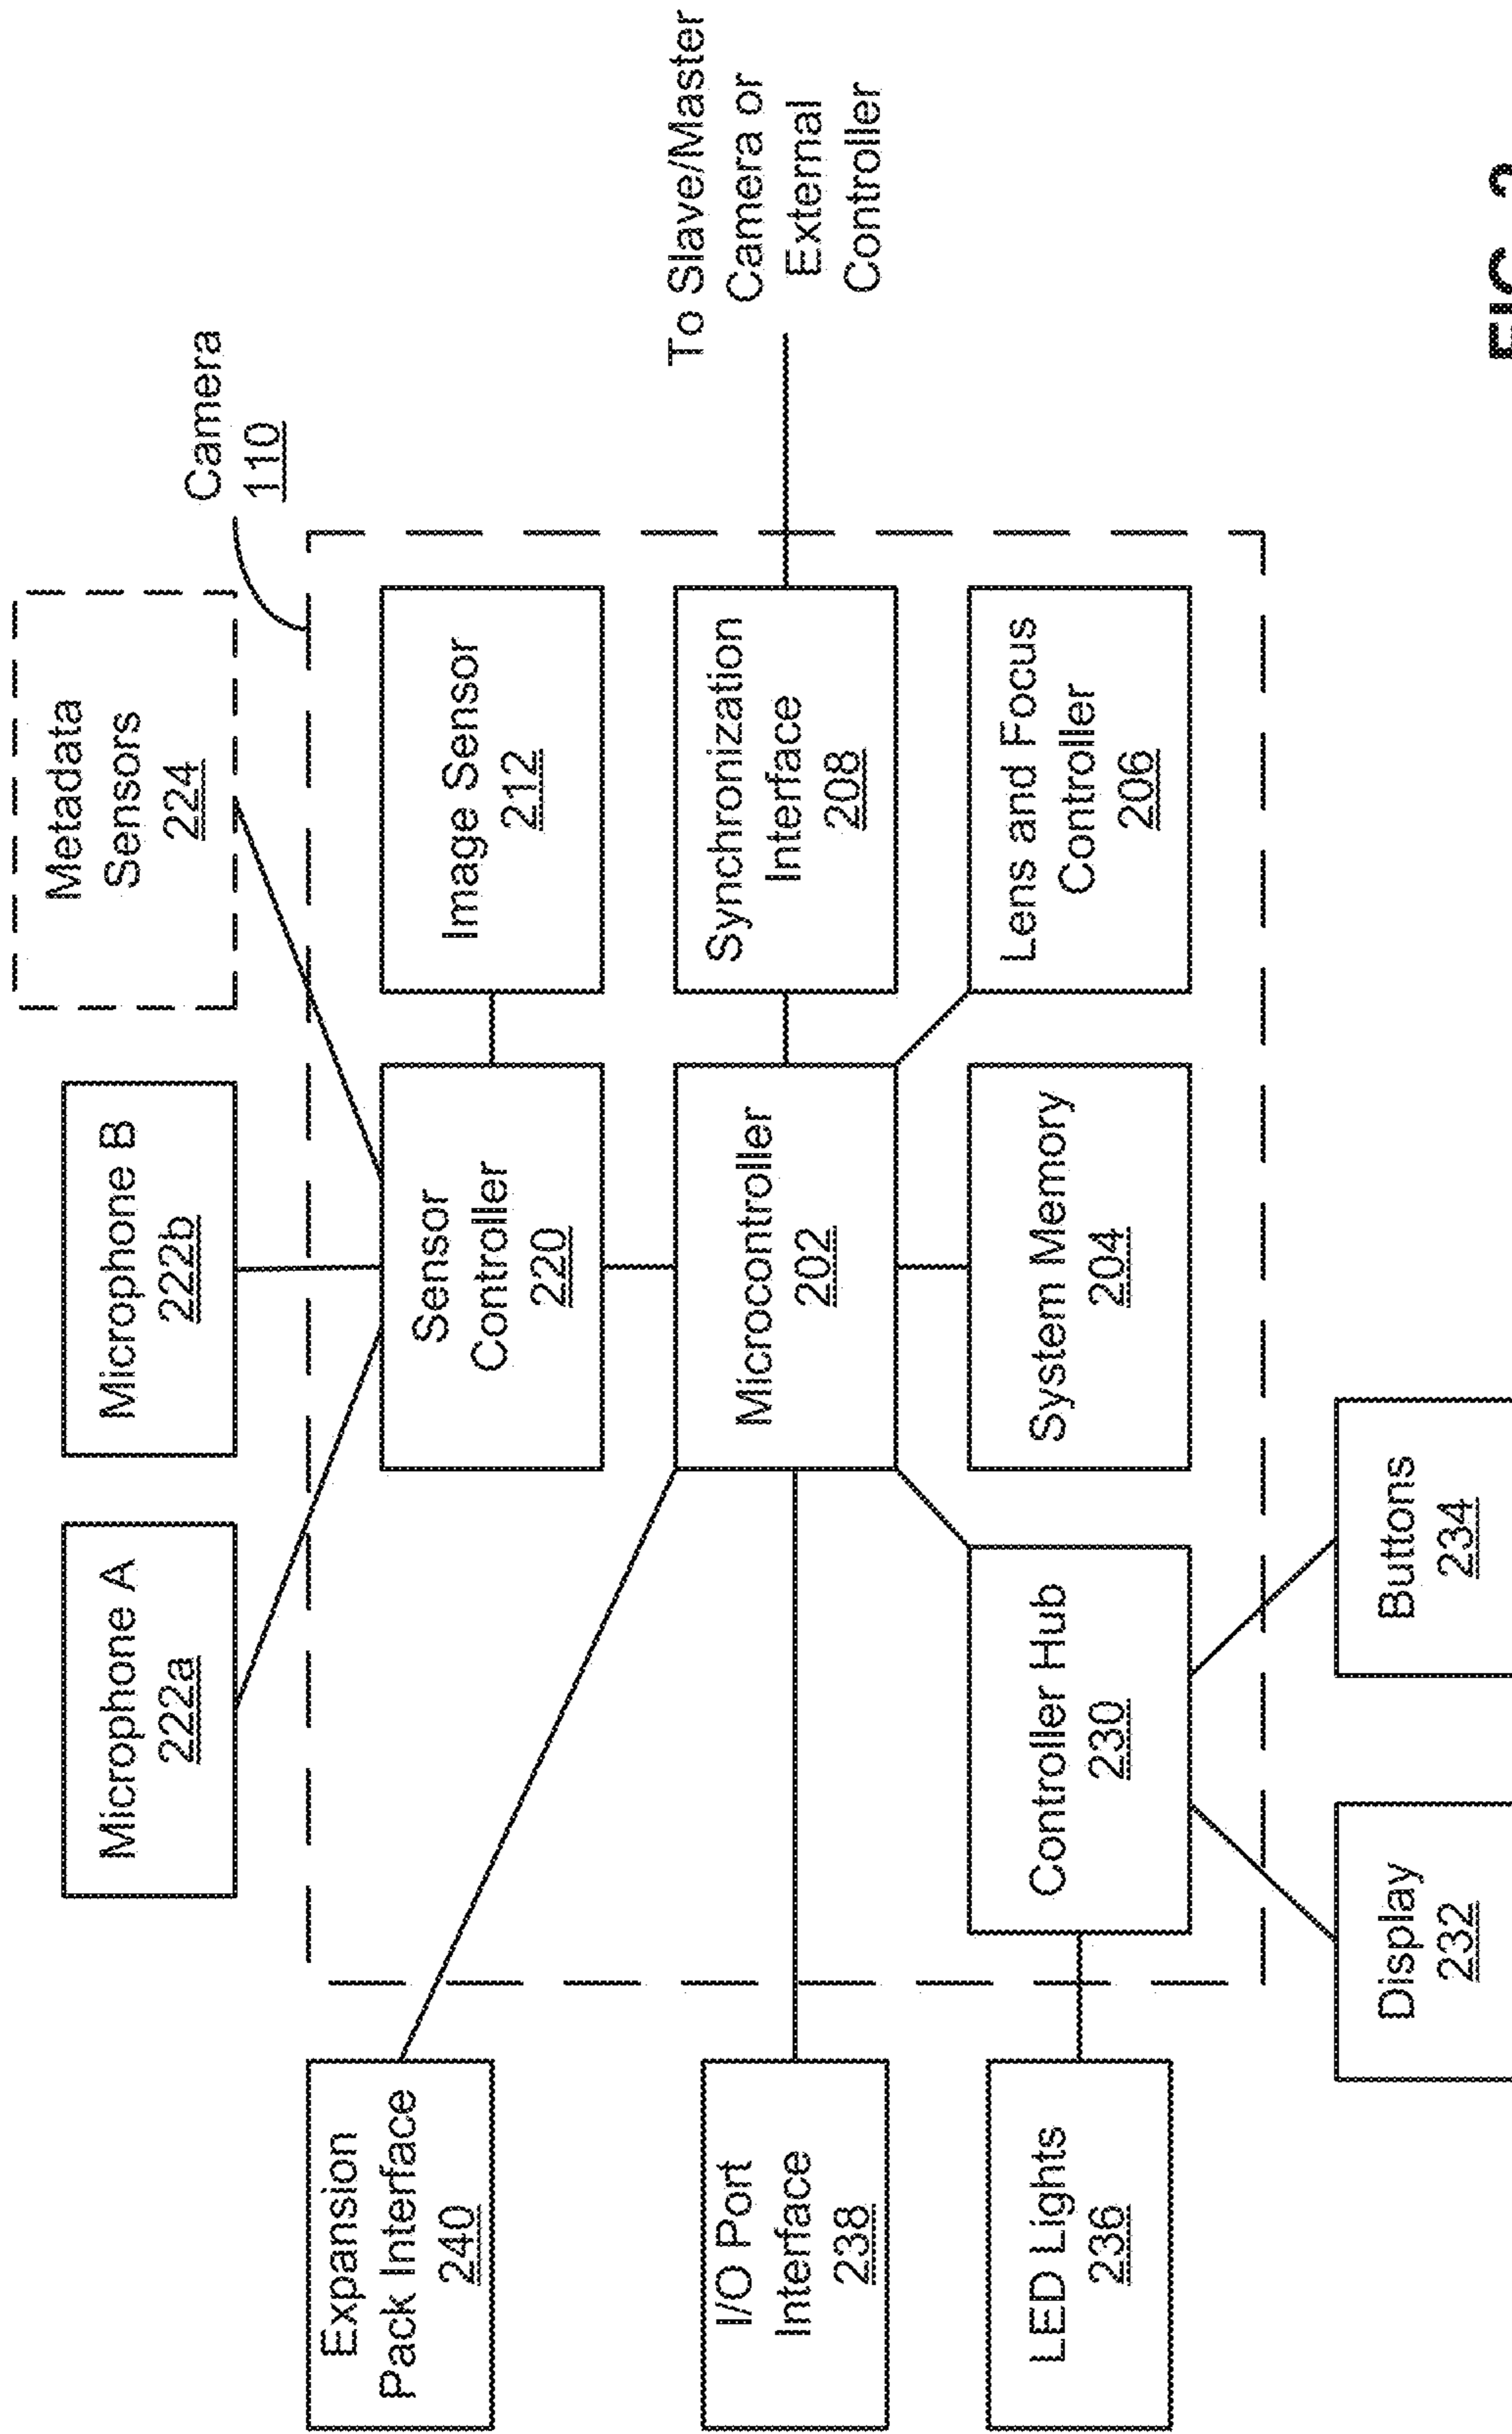 Metadata
Sensors
224
Microphone B
222b
Microphone A
222a
Camera
110
Expansion
Pack Interface
240
Sensor
Controller
220
Image Sensor
212
I/O Port
Interface
238
Microcontroller
202
Synchronization
Interface
208
To Slave/Master
Camera or
External
Controller
LED Lights
236
Controller Hub
230
System Memory
204
Lens and Focus
Controller
206
Display
232
Buttons
234